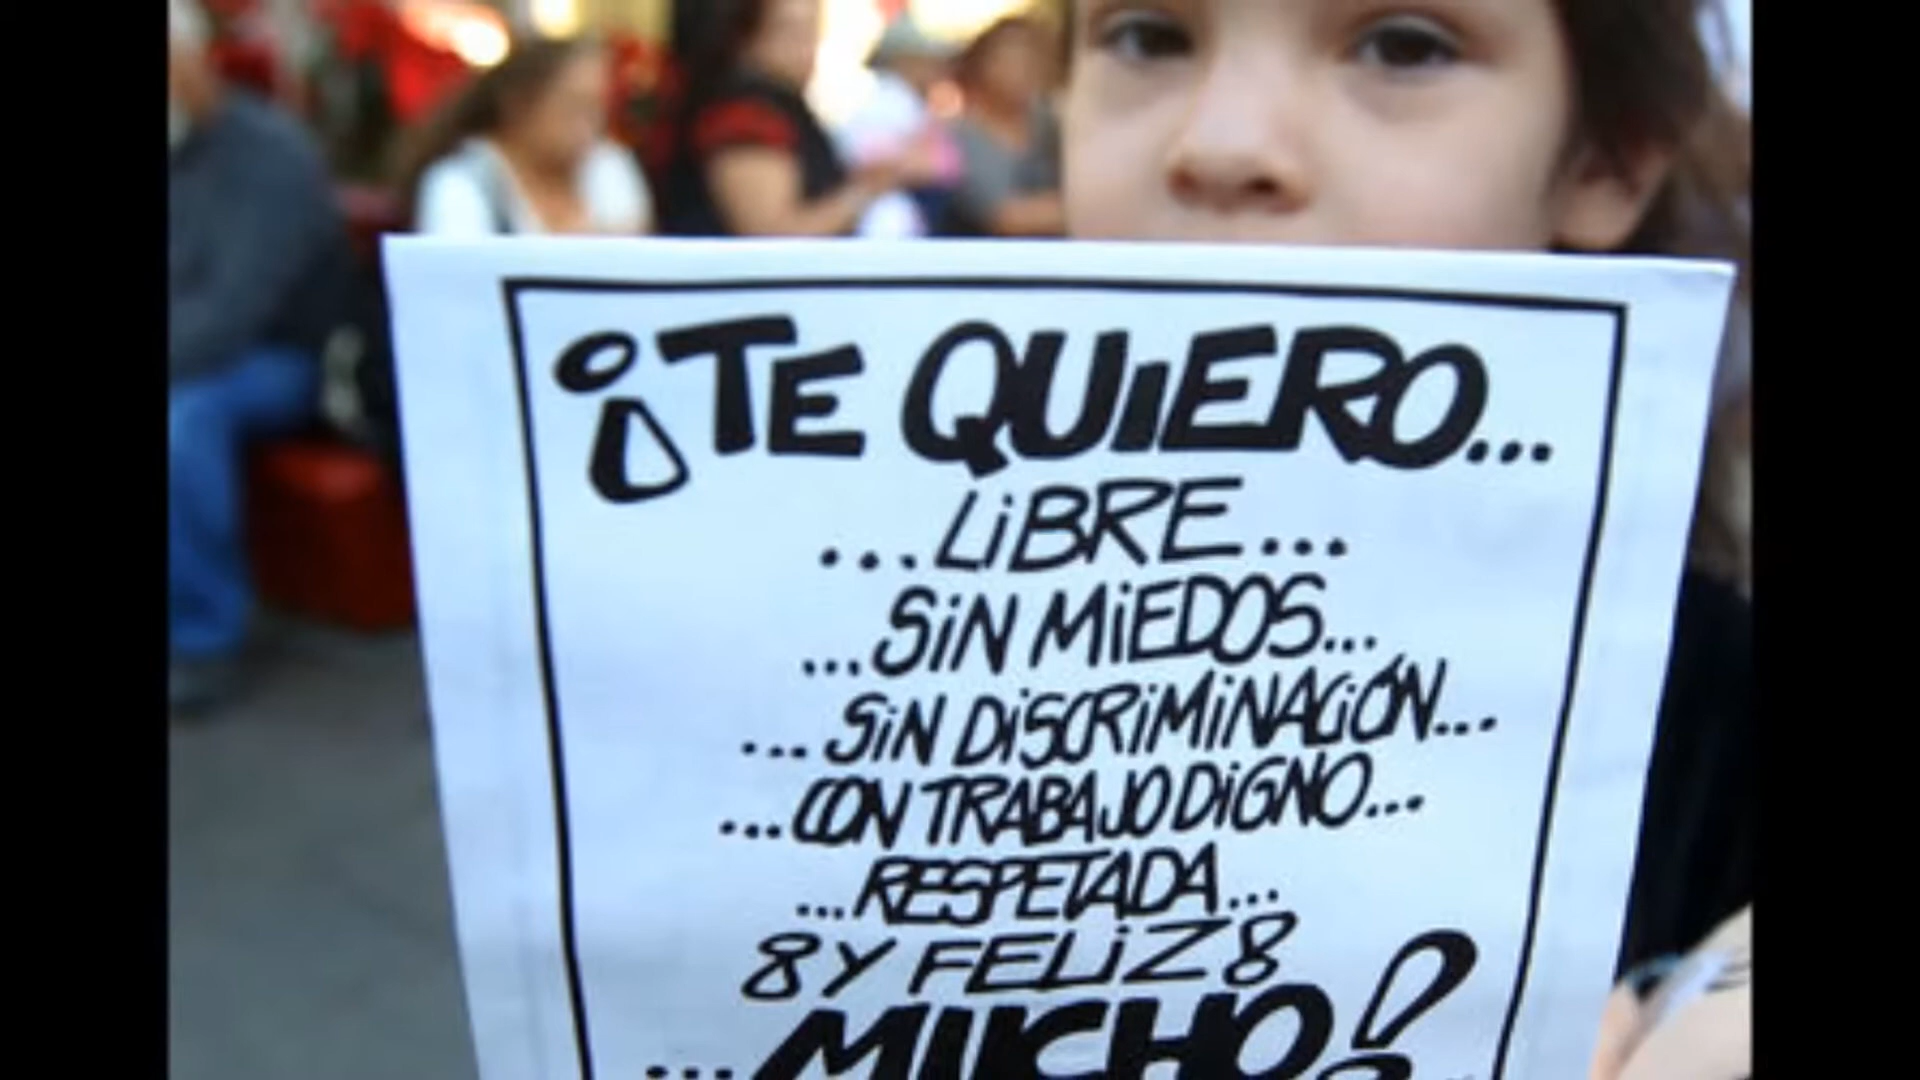 ¡TE QUIERO...
...LiBRE...
...SiN MiEDOS...
...SiN DiSCRiMiNACiÓN...
...CON TRABAJO DiGNO...
...RESPETADA...
8 Y FELiZ 8
...MUCHO!